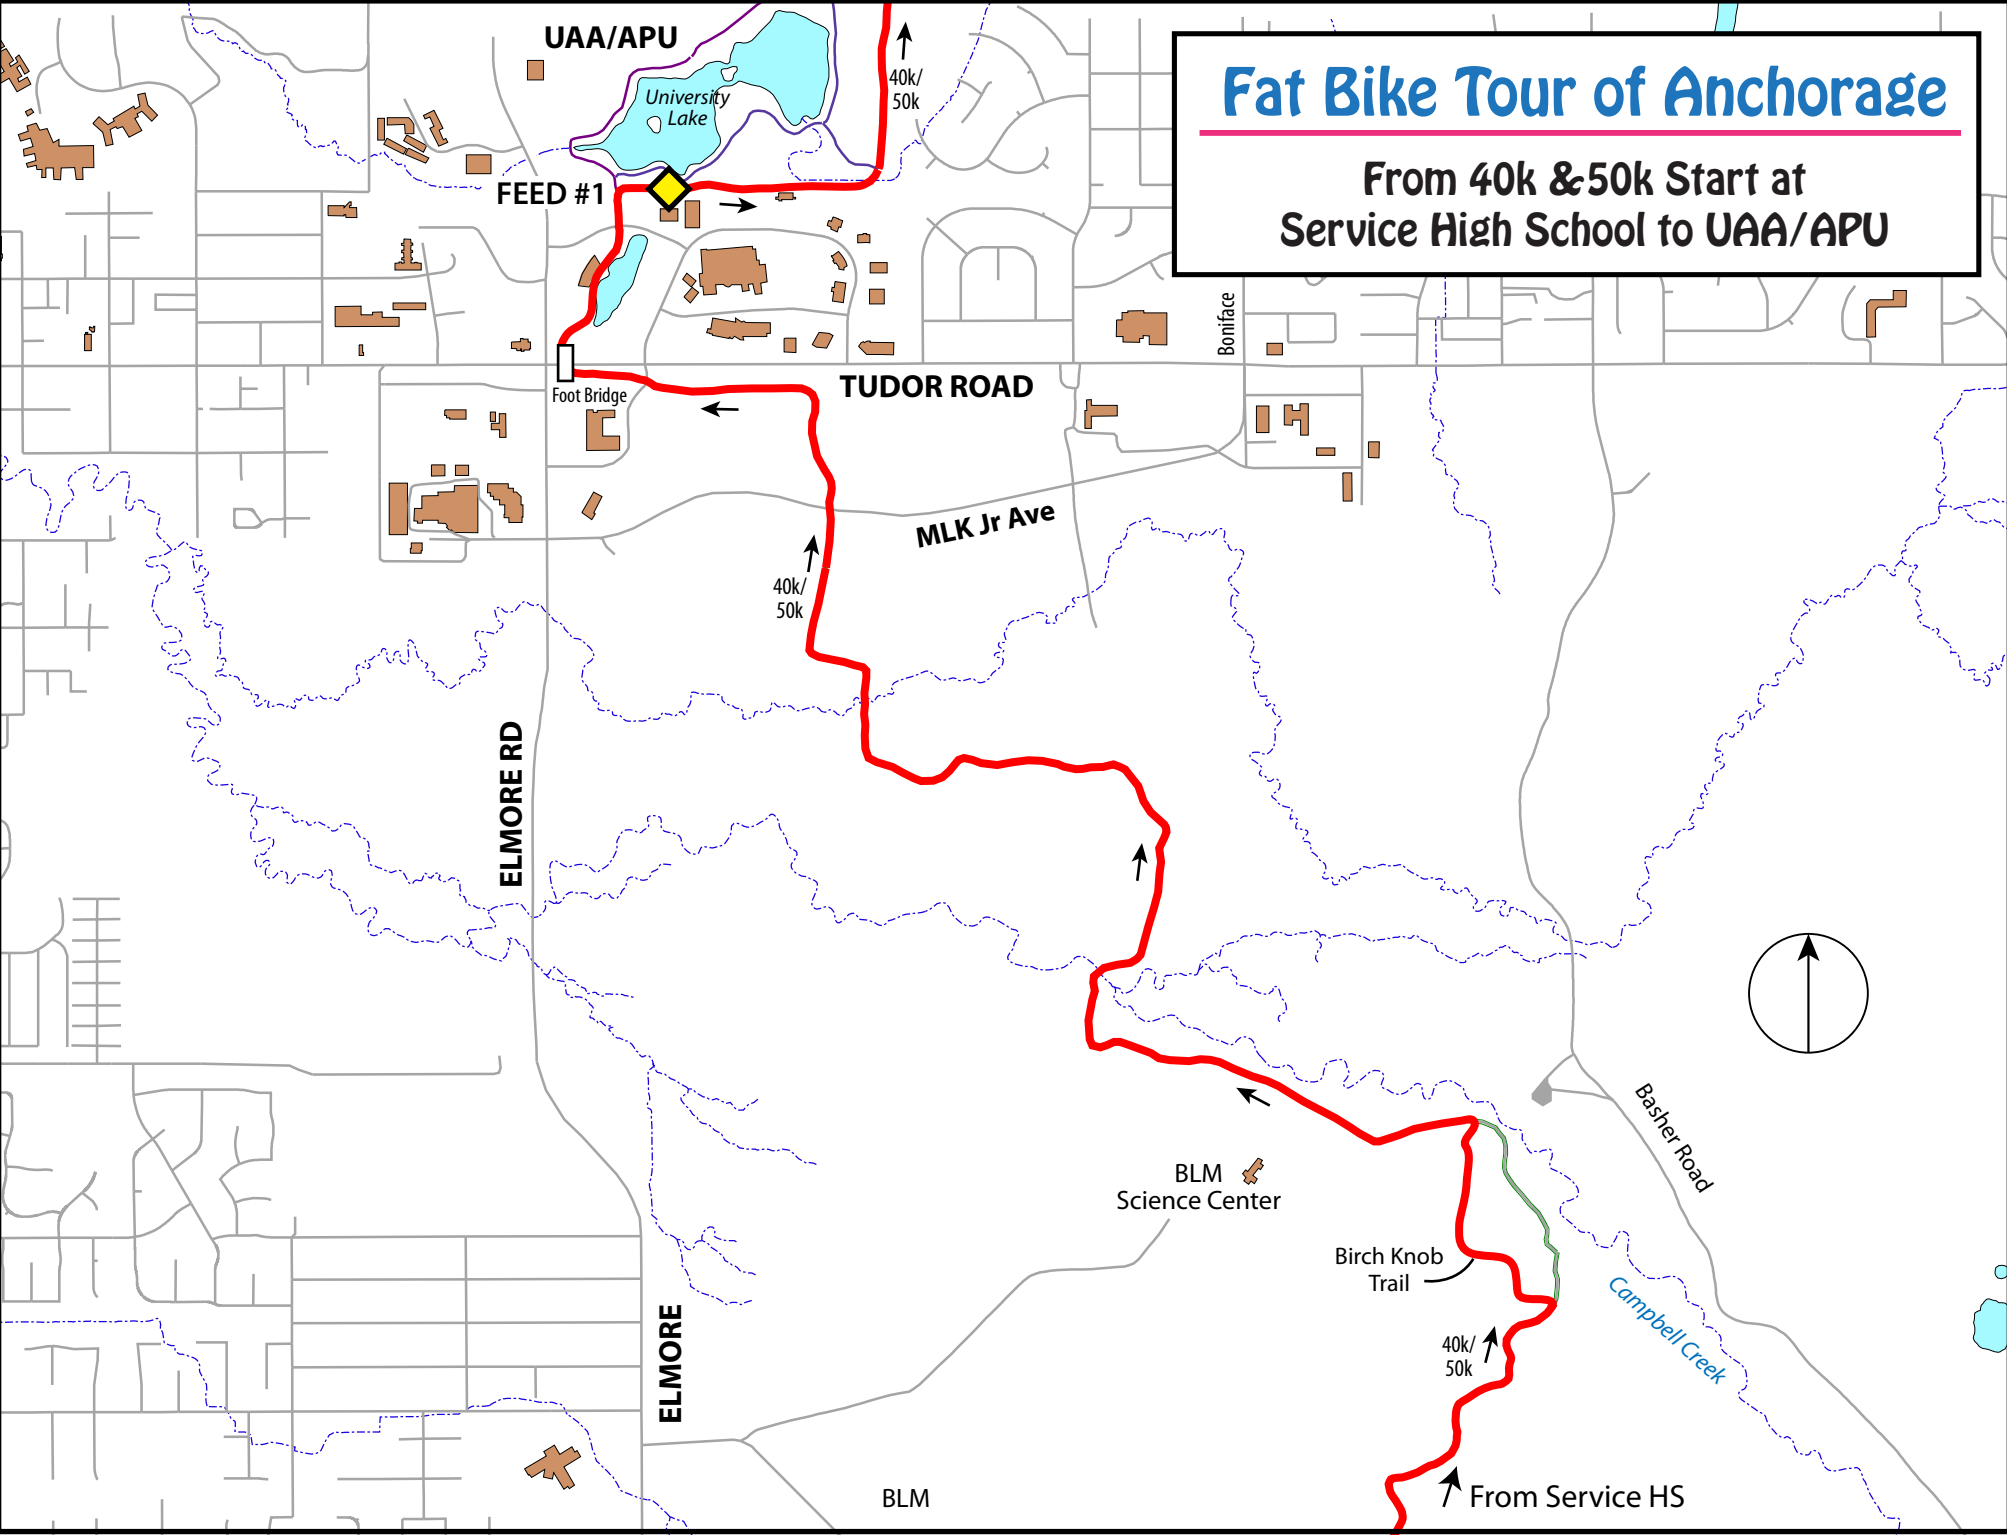 UAA/APU
University
Lake
40k/
50k
Fat Bike Tour of Anchorage
From 40k &50k Start at
Service High School to UAA/APU
FEED #1
Boniface
Foot Bridge
TUDOR ROAD
MLK Jr Ave
40k/
50k
ELMORE RD
Basher Road
BLM
Science Center
Birch Knob
Trail
Campbell Creek
40k/
50k
ELMORE
BLM
From Service HS